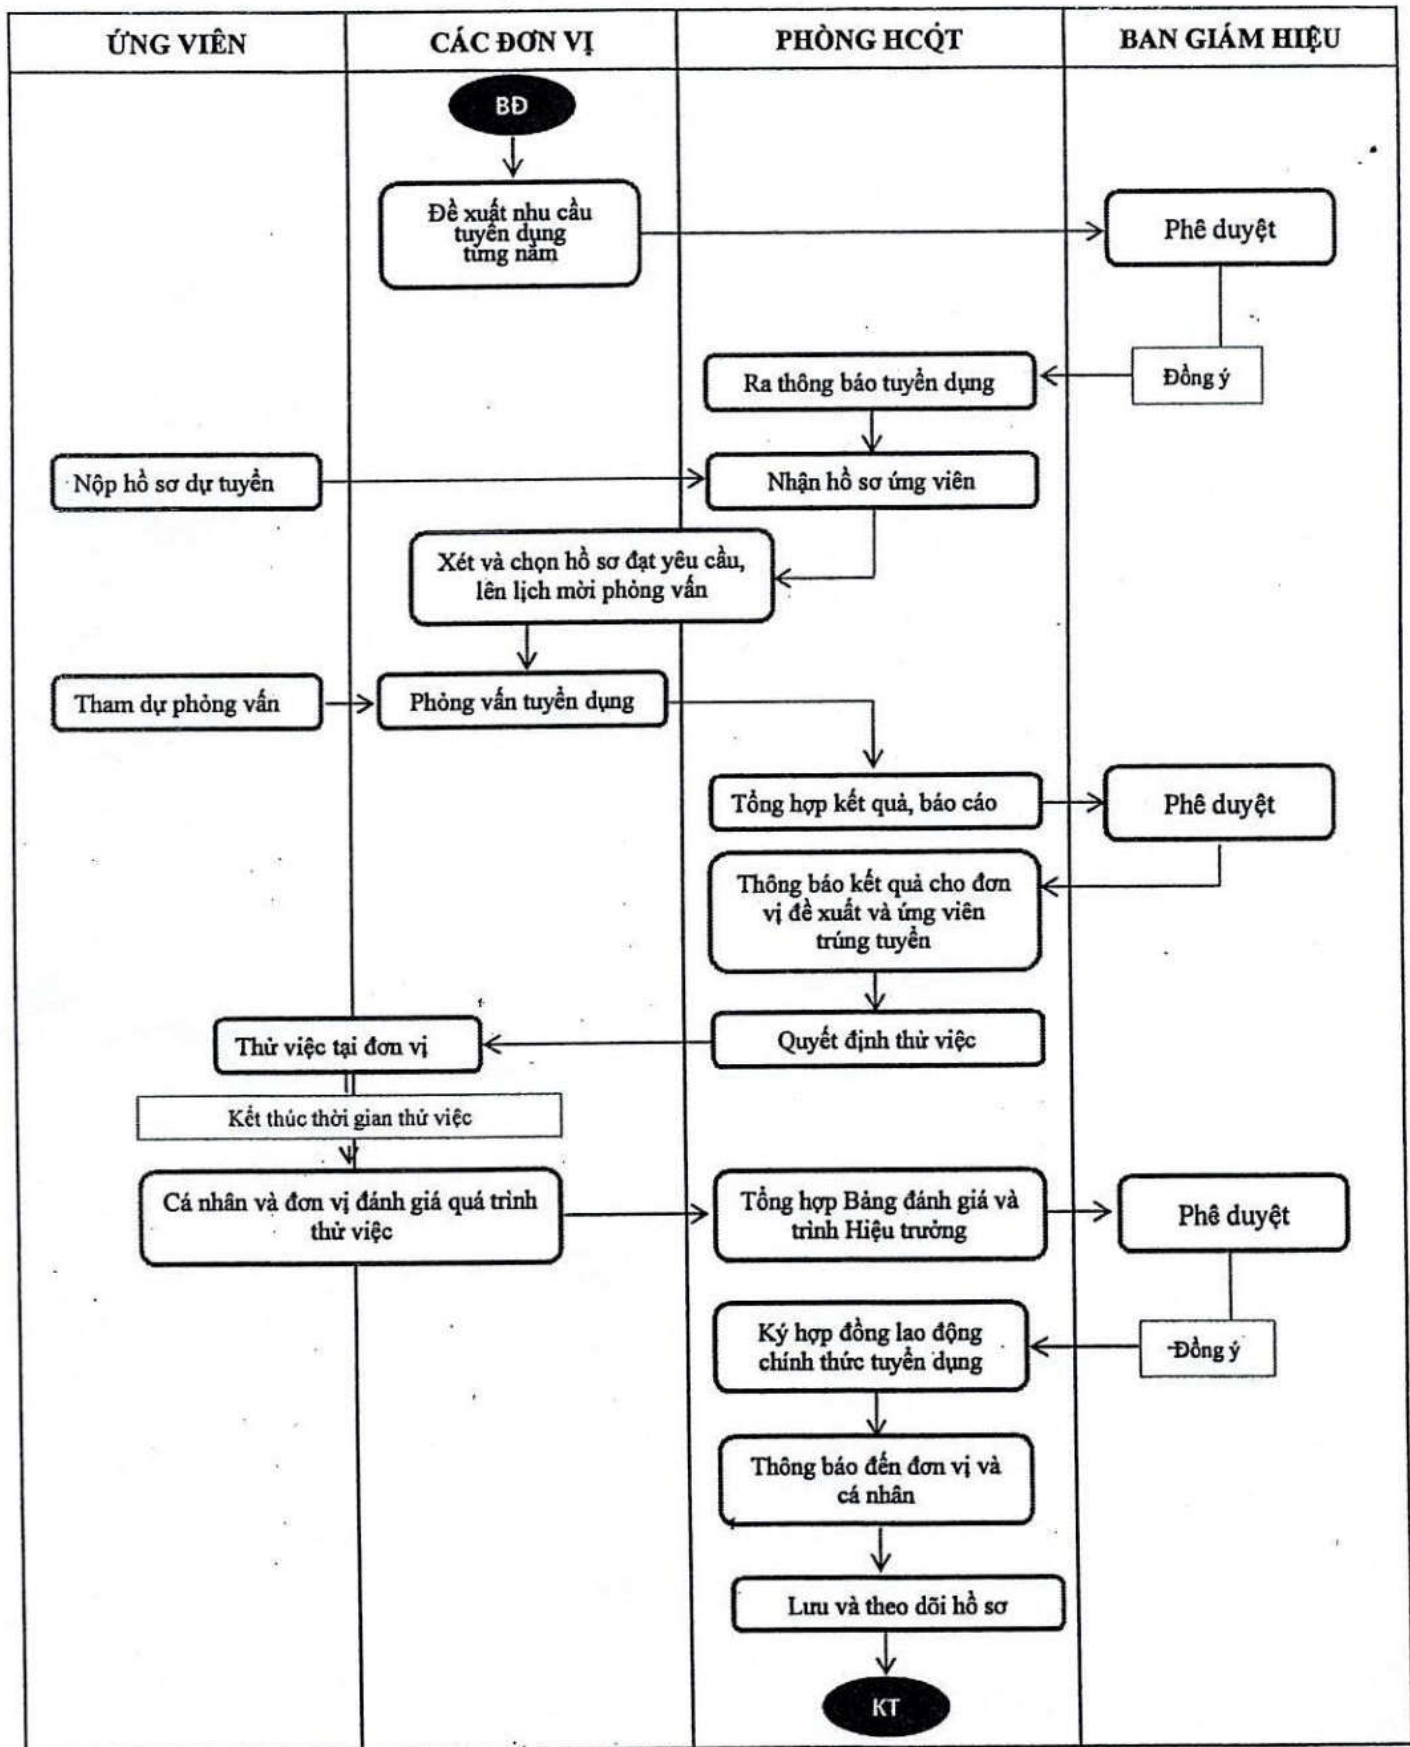 ỨNG VIÊN
CÁC ĐƠN VỊ
PHÒNG HCQT
BAN GIÁM HIỆU
BĐ
Đề xuất nhu cầu
tuyển dụng
từng năm
Phê duyệt
Đồng ý
Ra thông báo tuyển dụng
Nộp hồ sơ dự tuyển
Nhận hồ sơ ứng viên
Xét và chọn hồ sơ đạt yêu cầu,
lên lịch mời phỏng vấn
Tham dự phỏng vấn
Phỏng vấn tuyển dụng
Tổng hợp kết quả, báo cáo
Phê duyệt
Thông báo kết quả cho đơn
vị đề xuất và ứng viên
trúng tuyển
Quyết định thử việc
Thử việc tại đơn vị
Kết thúc thời gian thử việc
Cá nhân và đơn vị đánh giá quá trình
thử việc
Tổng hợp Bảng đánh giá và
trình Hiệu trưởng
Phê duyệt
Đồng ý
Ký hợp đồng lao động
chính thức tuyển dụng
Thông báo đến đơn vị và
cá nhân
Lưu và theo dõi hồ sơ
KT